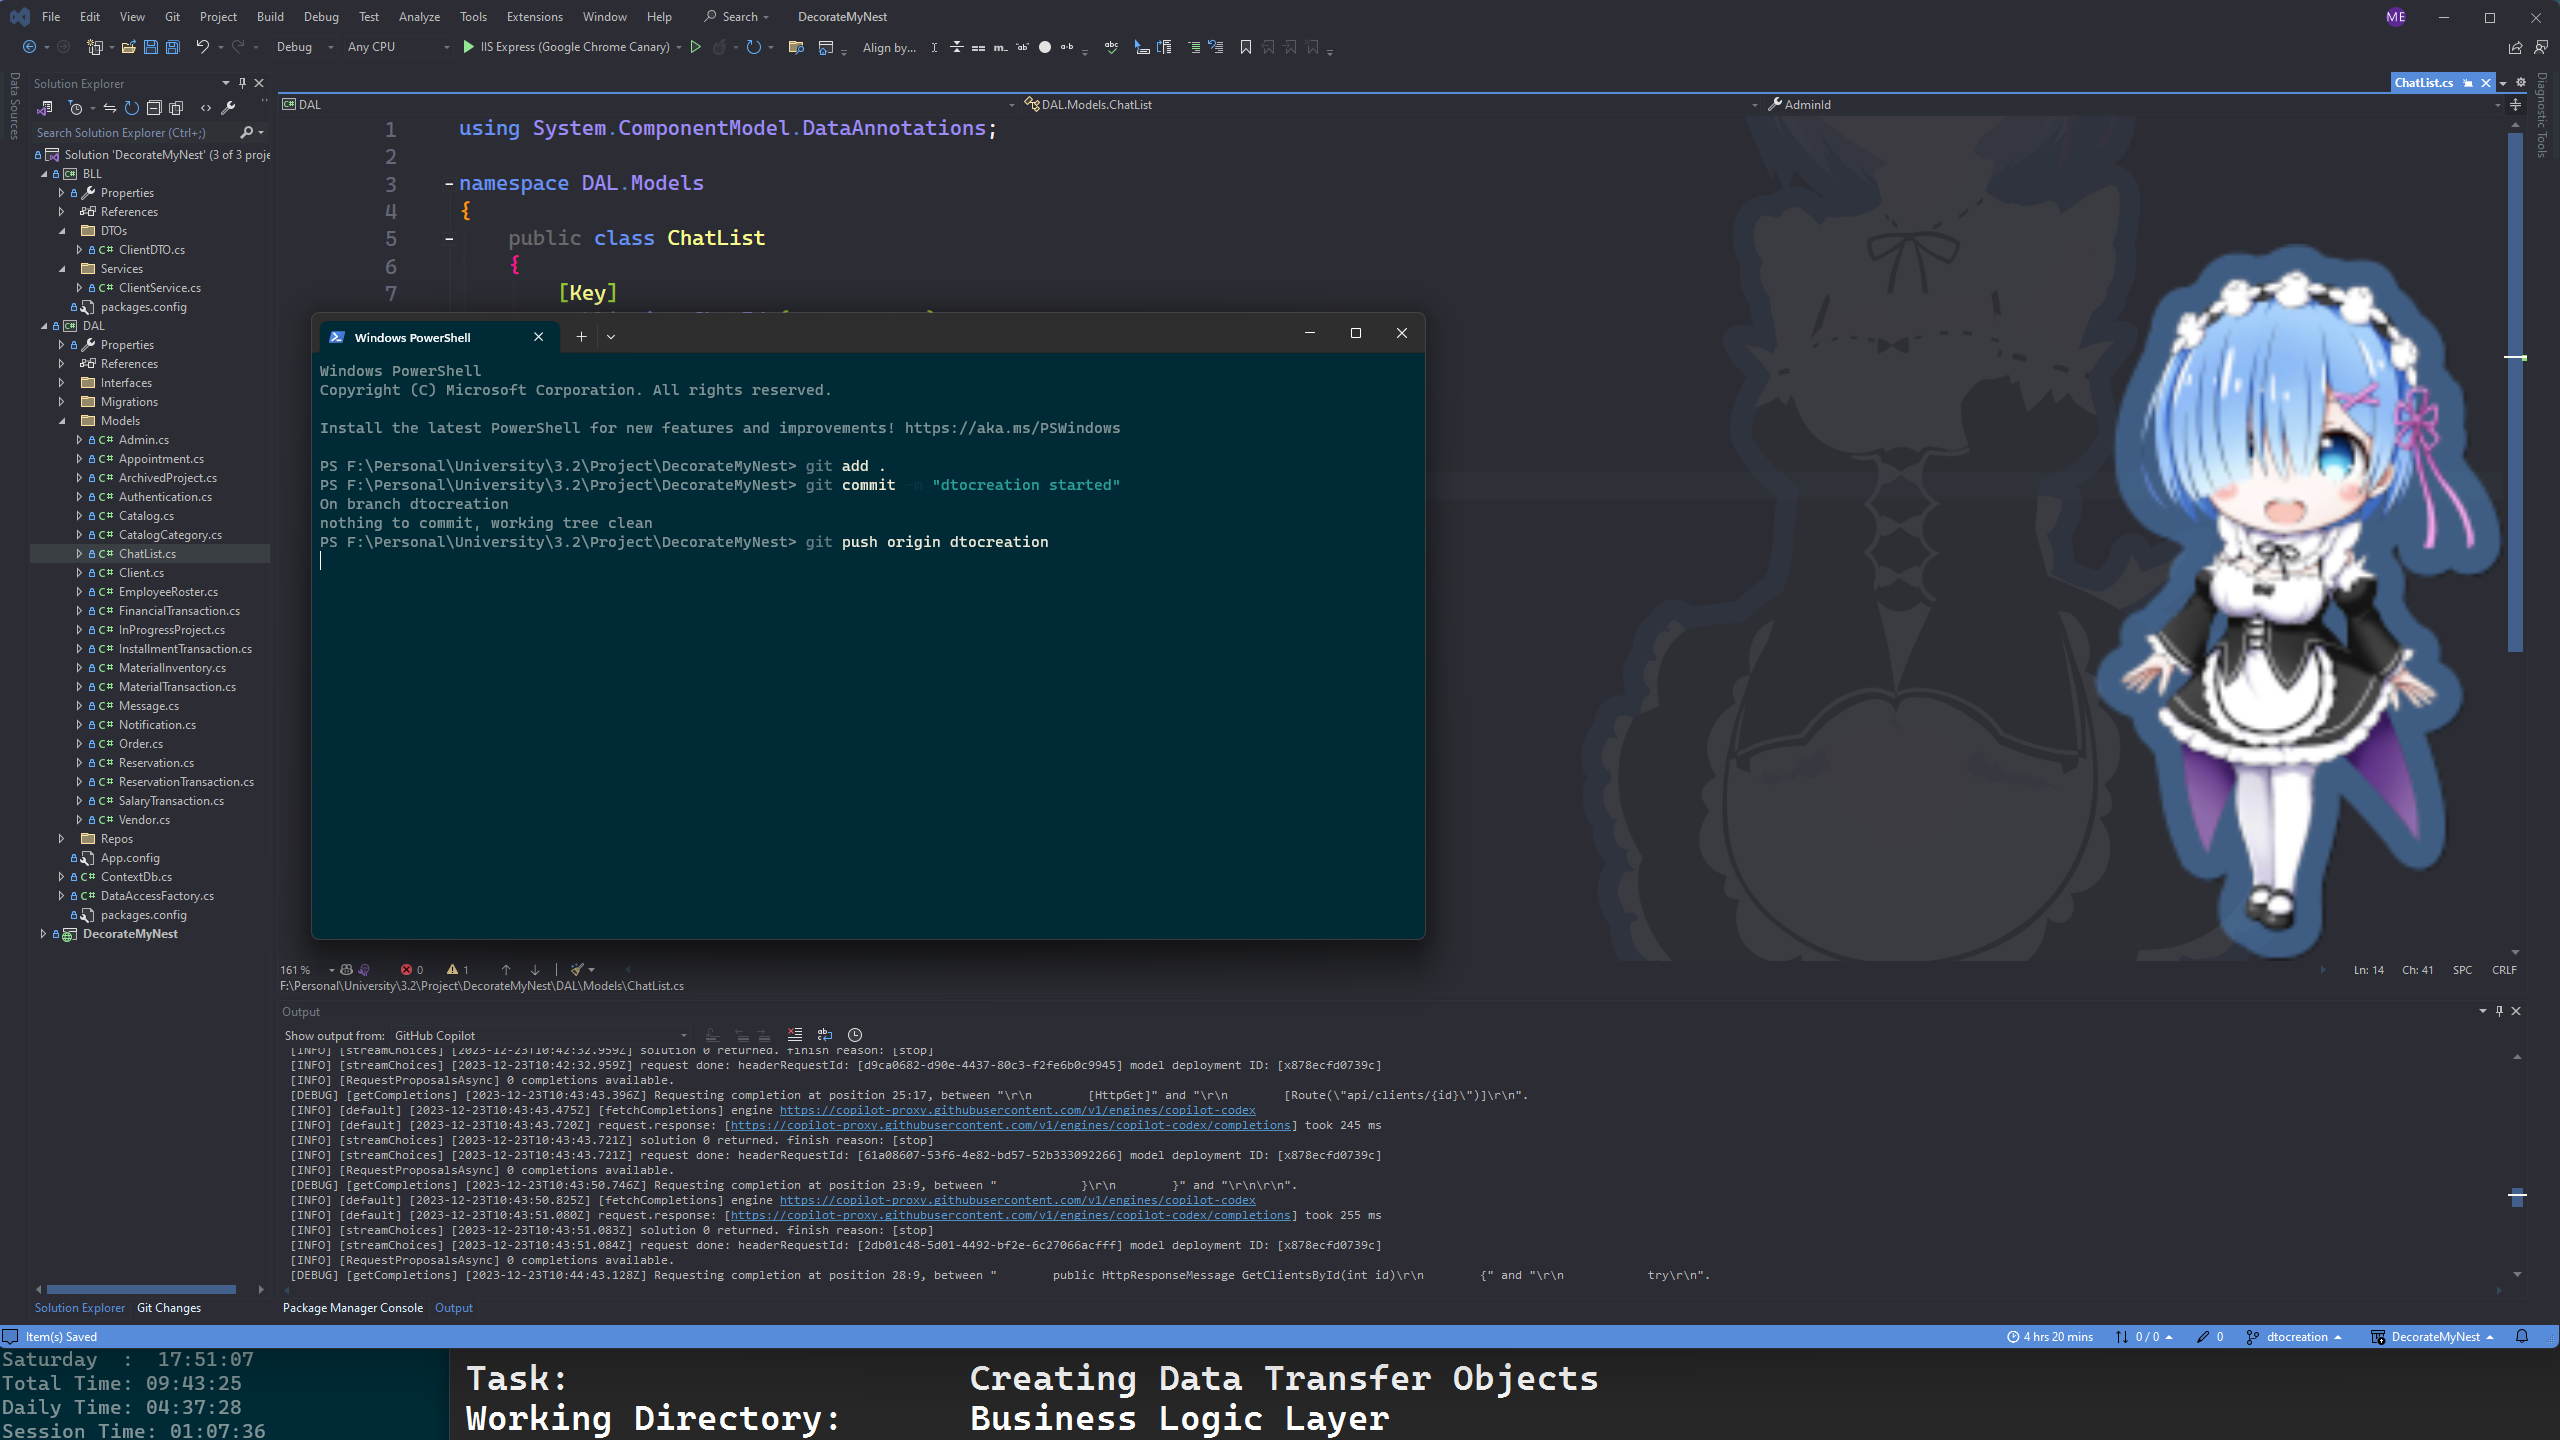 File Edit View Git Project Build Debug Test Analyze Tools Extensions Window Help Search DecorateMyNest ME
Debug Any CPU IIS Express (Google Chrome Canary) Align by...
Data Sources
Solution Explorer
Search Solution Explorer (Ctrl+;)
Solution 'DecorateMyNest' (3 of 3 proje
BLL
Properties
References
DTOs
ClientDTO.cs
Services
ClientService.cs
packages.config
DAL
Properties
References
Interfaces
Migrations
Models
Admin.cs
Appointment.cs
ArchivedProject.cs
Authentication.cs
Catalog.cs
CatalogCategory.cs
ChatList.cs
Client.cs
EmployeeRoster.cs
FinancialTransaction.cs
InProgressProject.cs
InstallmentTransaction.cs
MaterialInventory.cs
MaterialTransaction.cs
Message.cs
Notification.cs
Order.cs
Reservation.cs
ReservationTransaction.cs
SalaryTransaction.cs
Vendor.cs
Repos
App.config
ContextDb.cs
DataAccessFactory.cs
packages.config
DecorateMyNest
Solution Explorer Git Changes
ChatList.cs
Diagnostic Tools
DAL DAL.Models.ChatList AdminId
1 using System.ComponentModel.DataAnnotations;
2
3 namespace DAL.Models
4 {
5 public class ChatList
6 {
7 [Key]
Windows PowerShell
Windows PowerShell
Copyright (C) Microsoft Corporation. All rights reserved.
Install the latest PowerShell for new features and improvements! https://aka.ms/PSWindows
PS F:\Personal\University\3.2\Project\DecorateMyNest> git add .
PS F:\Personal\University\3.2\Project\DecorateMyNest> git commit -m "dtocreation started"
On branch dtocreation
nothing to commit, working tree clean
PS F:\Personal\University\3.2\Project\DecorateMyNest> git push origin dtocreation
161 % 0 1 Ln: 14 Ch: 41 SPC CRLF
F:\Personal\University\3.2\Project\DecorateMyNest\DAL\Models\ChatList.cs
Output
Show output from: GitHub Copilot
[INFO] [streamChoices] [2023-12-23T10:42:32.959Z] solution 0 returned. finish reason: [stop]
[INFO] [streamChoices] [2023-12-23T10:42:32.959Z] request done: headerRequestId: [d9ca0682-d90e-4437-80c3-f2fe6b0c9945] model deployment ID: [x878ecfd0739c]
[INFO] [RequestProposalsAsync] 0 completions available.
[DEBUG] [getCompletions] [2023-12-23T10:43:43.396Z] Requesting completion at position 25:17, between "\r\n [HttpGet]" and "\r\n [Route(\"api/clients/{id}\")]\r\n".
[INFO] [default] [2023-12-23T10:43:43.475Z] [fetchCompletions] engine https://copilot-proxy.githubusercontent.com/v1/engines/copilot-codex
[INFO] [default] [2023-12-23T10:43:43.720Z] request.response: [https://copilot-proxy.githubusercontent.com/v1/engines/copilot-codex/completions] took 245 ms
[INFO] [streamChoices] [2023-12-23T10:43:43.721Z] solution 0 returned. finish reason: [stop]
[INFO] [streamChoices] [2023-12-23T10:43:43.721Z] request done: headerRequestId: [61a08607-53f6-4e82-bd57-52b333092266] model deployment ID: [x878ecfd0739c]
[INFO] [RequestProposalsAsync] 0 completions available.
[DEBUG] [getCompletions] [2023-12-23T10:43:50.746Z] Requesting completion at position 23:9, between " }\r\n }" and "\r\n\r\n".
[INFO] [default] [2023-12-23T10:43:50.825Z] [fetchCompletions] engine https://copilot-proxy.githubusercontent.com/v1/engines/copilot-codex
[INFO] [default] [2023-12-23T10:43:51.080Z] request.response: [https://copilot-proxy.githubusercontent.com/v1/engines/copilot-codex/completions] took 255 ms
[INFO] [streamChoices] [2023-12-23T10:43:51.083Z] solution 0 returned. finish reason: [stop]
[INFO] [streamChoices] [2023-12-23T10:43:51.084Z] request done: headerRequestId: [2db01c48-5d01-4492-bf2e-6c27066acfff] model deployment ID: [x878ecfd0739c]
[INFO] [RequestProposalsAsync] 0 completions available.
[DEBUG] [getCompletions] [2023-12-23T10:44:43.128Z] Requesting completion at position 28:9, between " public HttpResponseMessage GetClientsById(int id)\r\n {" and "\r\n try\r\n".
Package Manager Console Output
Item(s) Saved 4 hrs 20 mins 0 / 0 0 dtocreation DecorateMyNest
Saturday : 17:51:07
Total Time: 09:43:25
Daily Time: 04:37:28
Session Time: 01:07:36
Task: Creating Data Transfer Objects
Working Directory: Business Logic Layer